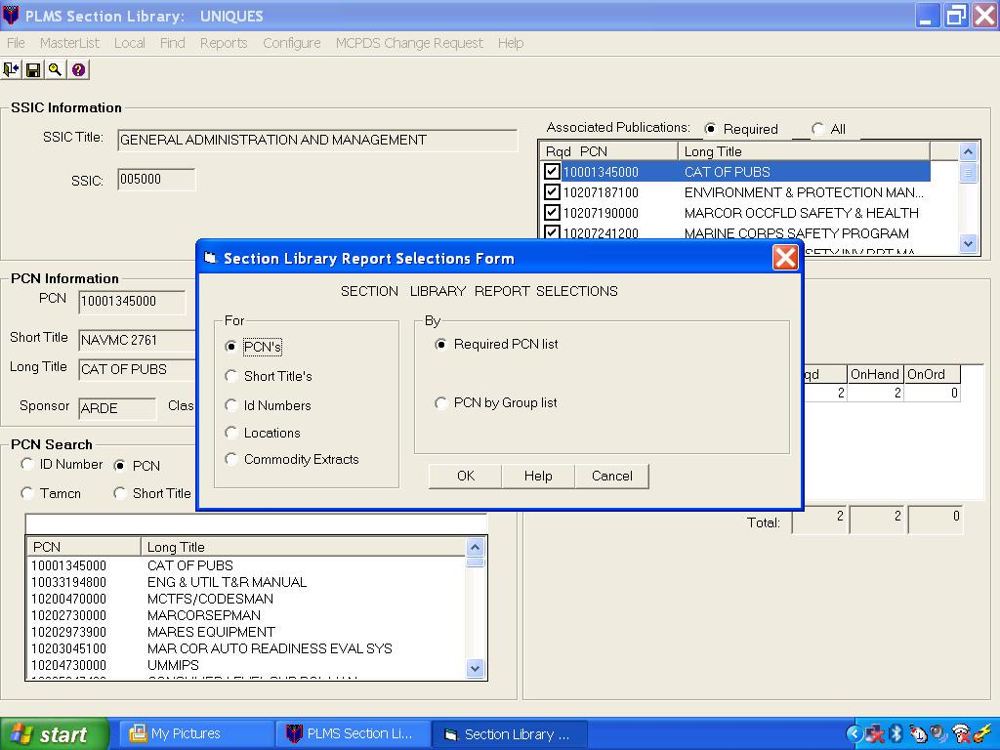 PLMS Section Library: UNIQUES
File MasterList Local Find Reports Configure MCPDS Change Request Help
SSIC Information
SSIC Title: GENERAL ADMINISTRATION AND MANAGEMENT
SSIC: 005000
Associated Publications: Required All
Rqd PCN Long Title
10001345000 CAT OF PUBS
10207187100 ENVIRONMENT & PROTECTION MAN...
10207190000 MARCOR OCCFLD SAFETY & HEALTH
10207241200 MARINE CORPS SAFETY PROGRAM
Section Library Report Selections Form
SECTION LIBRARY REPORT SELECTIONS
For
PCN's
Short Title's
Id Numbers
Locations
Commodity Extracts
By
Required PCN list
PCN by Group list
OK Help Cancel
PCN Information
PCN 10001345000
Short Title NAVMC 2761
Long Title CAT OF PUBS
Sponsor ARDE Clas
qd OnHand OnOrd
2 2 0
Total: 2 2 0
PCN Search
ID Number PCN
Tamcn Short Title
PCN Long Title
10001345000 CAT OF PUBS
10033194800 ENG & UTIL T&R MANUAL
10200470000 MCTFS/CODESMAN
10202730000 MARCORSEPMAN
10202973900 MARES EQUIPMENT
10203045100 MAR COR AUTO READINESS EVAL SYS
10204730000 UMMIPS
start My Pictures PLMS Section Li... Section Library ...